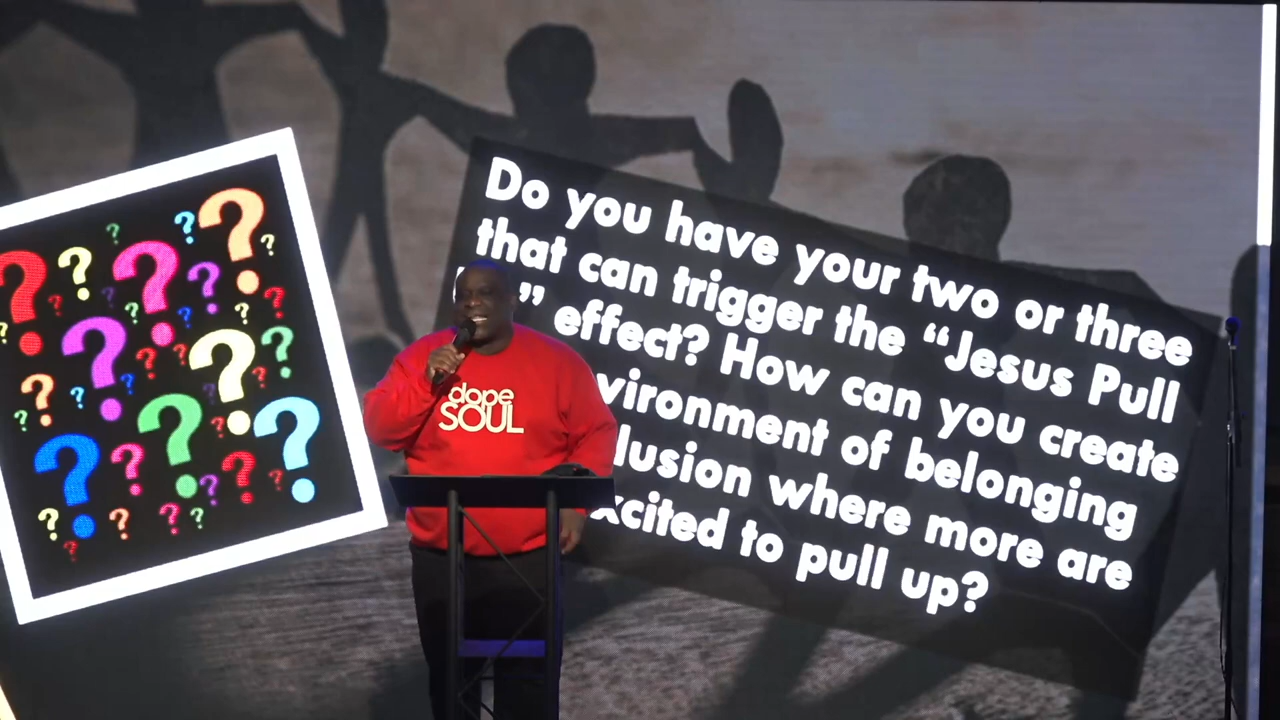 Do you have your two or three
that can trigger the “Jesus Pull
” effect? How can you create
vironment of belonging
lusion where more are
xcited to pull up?
dope
SOUL